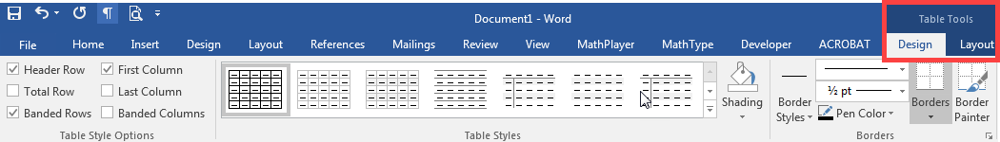 Document1 - Word
Table Tools
File Home Insert Design Layout References Mailings Review View MathPlayer MathType Developer ACROBAT Design Layout
Header Row First Column
Total Row Last Column
Banded Rows Banded Columns
Table Style Options
Table Styles
Shading
Border Styles
½ pt
Pen Color
Borders
Border Painter
Borders